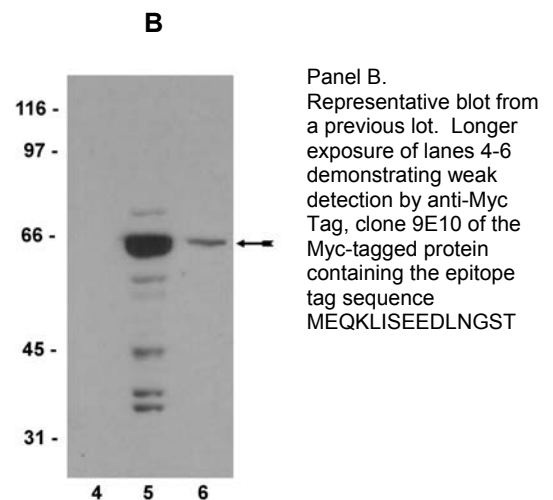 B
116 -
97 -
66 -
45 -
31 -
4 5 6
Panel B.
Representative blot from
a previous lot. Longer
exposure of lanes 4-6
demonstrating weak
detection by anti-Myc
Tag, clone 9E10 of the
Myc-tagged protein
containing the epitope
tag sequence
MEQKLISEEDLNGST